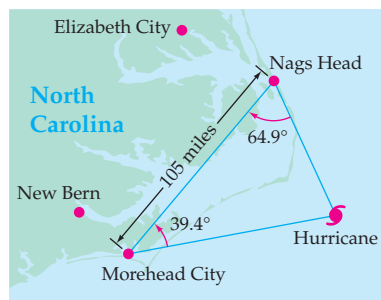 Elizabeth City
Nags Head
North
Carolina
105 miles
64.9°
New Bern
39.4°
Hurricane
Morehead City